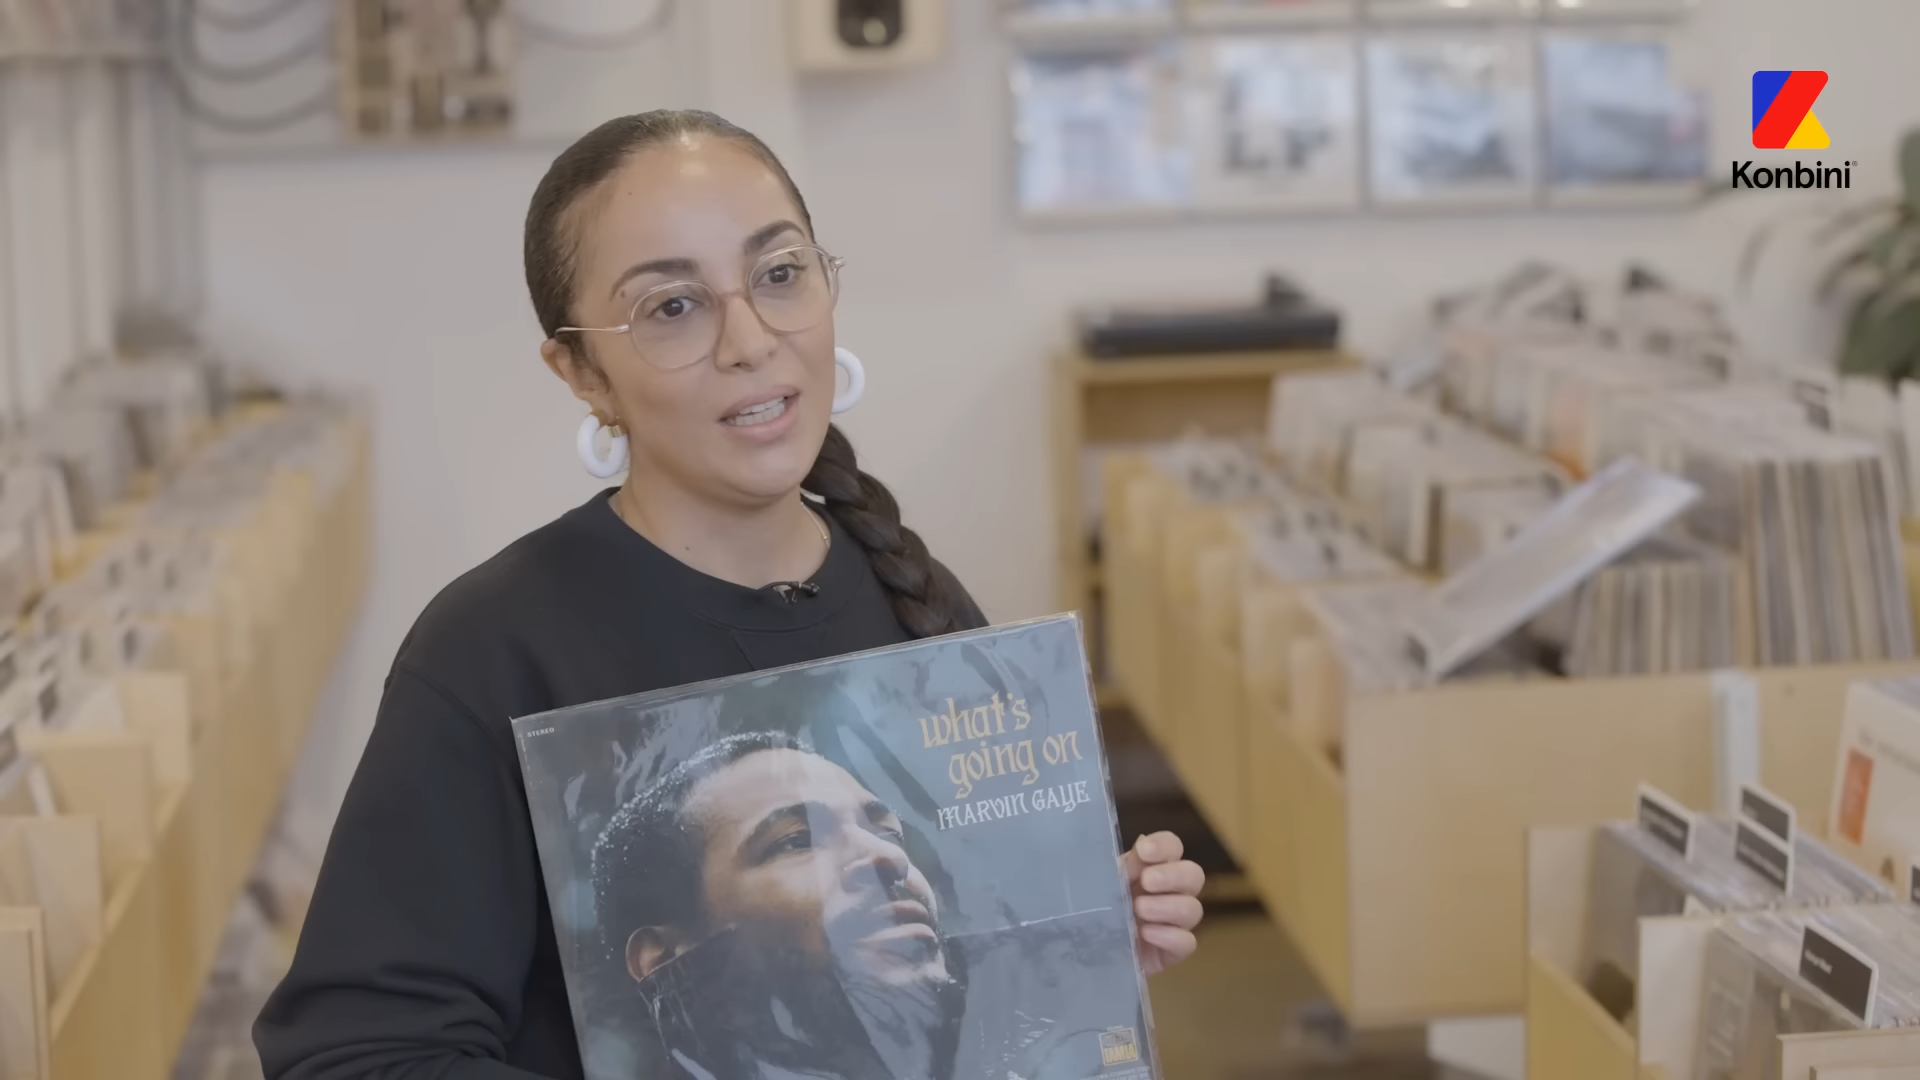 Konbini
STEREO
what's
going on
MARVIN GAYE
TAMLA